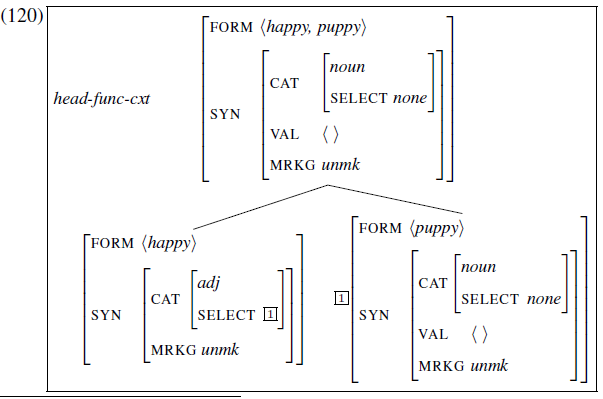 (120)
FORM ⟨happy, puppy⟩
noun
CAT
SELECT none
head-func-cxt
SYN
VAL ⟨ ⟩
MRKG unmk
FORM ⟨happy⟩
adj
CAT
SELECT 1
SYN
MRKG unmk
1
FORM ⟨puppy⟩
noun
CAT
SELECT none
SYN
VAL ⟨ ⟩
MRKG unmk